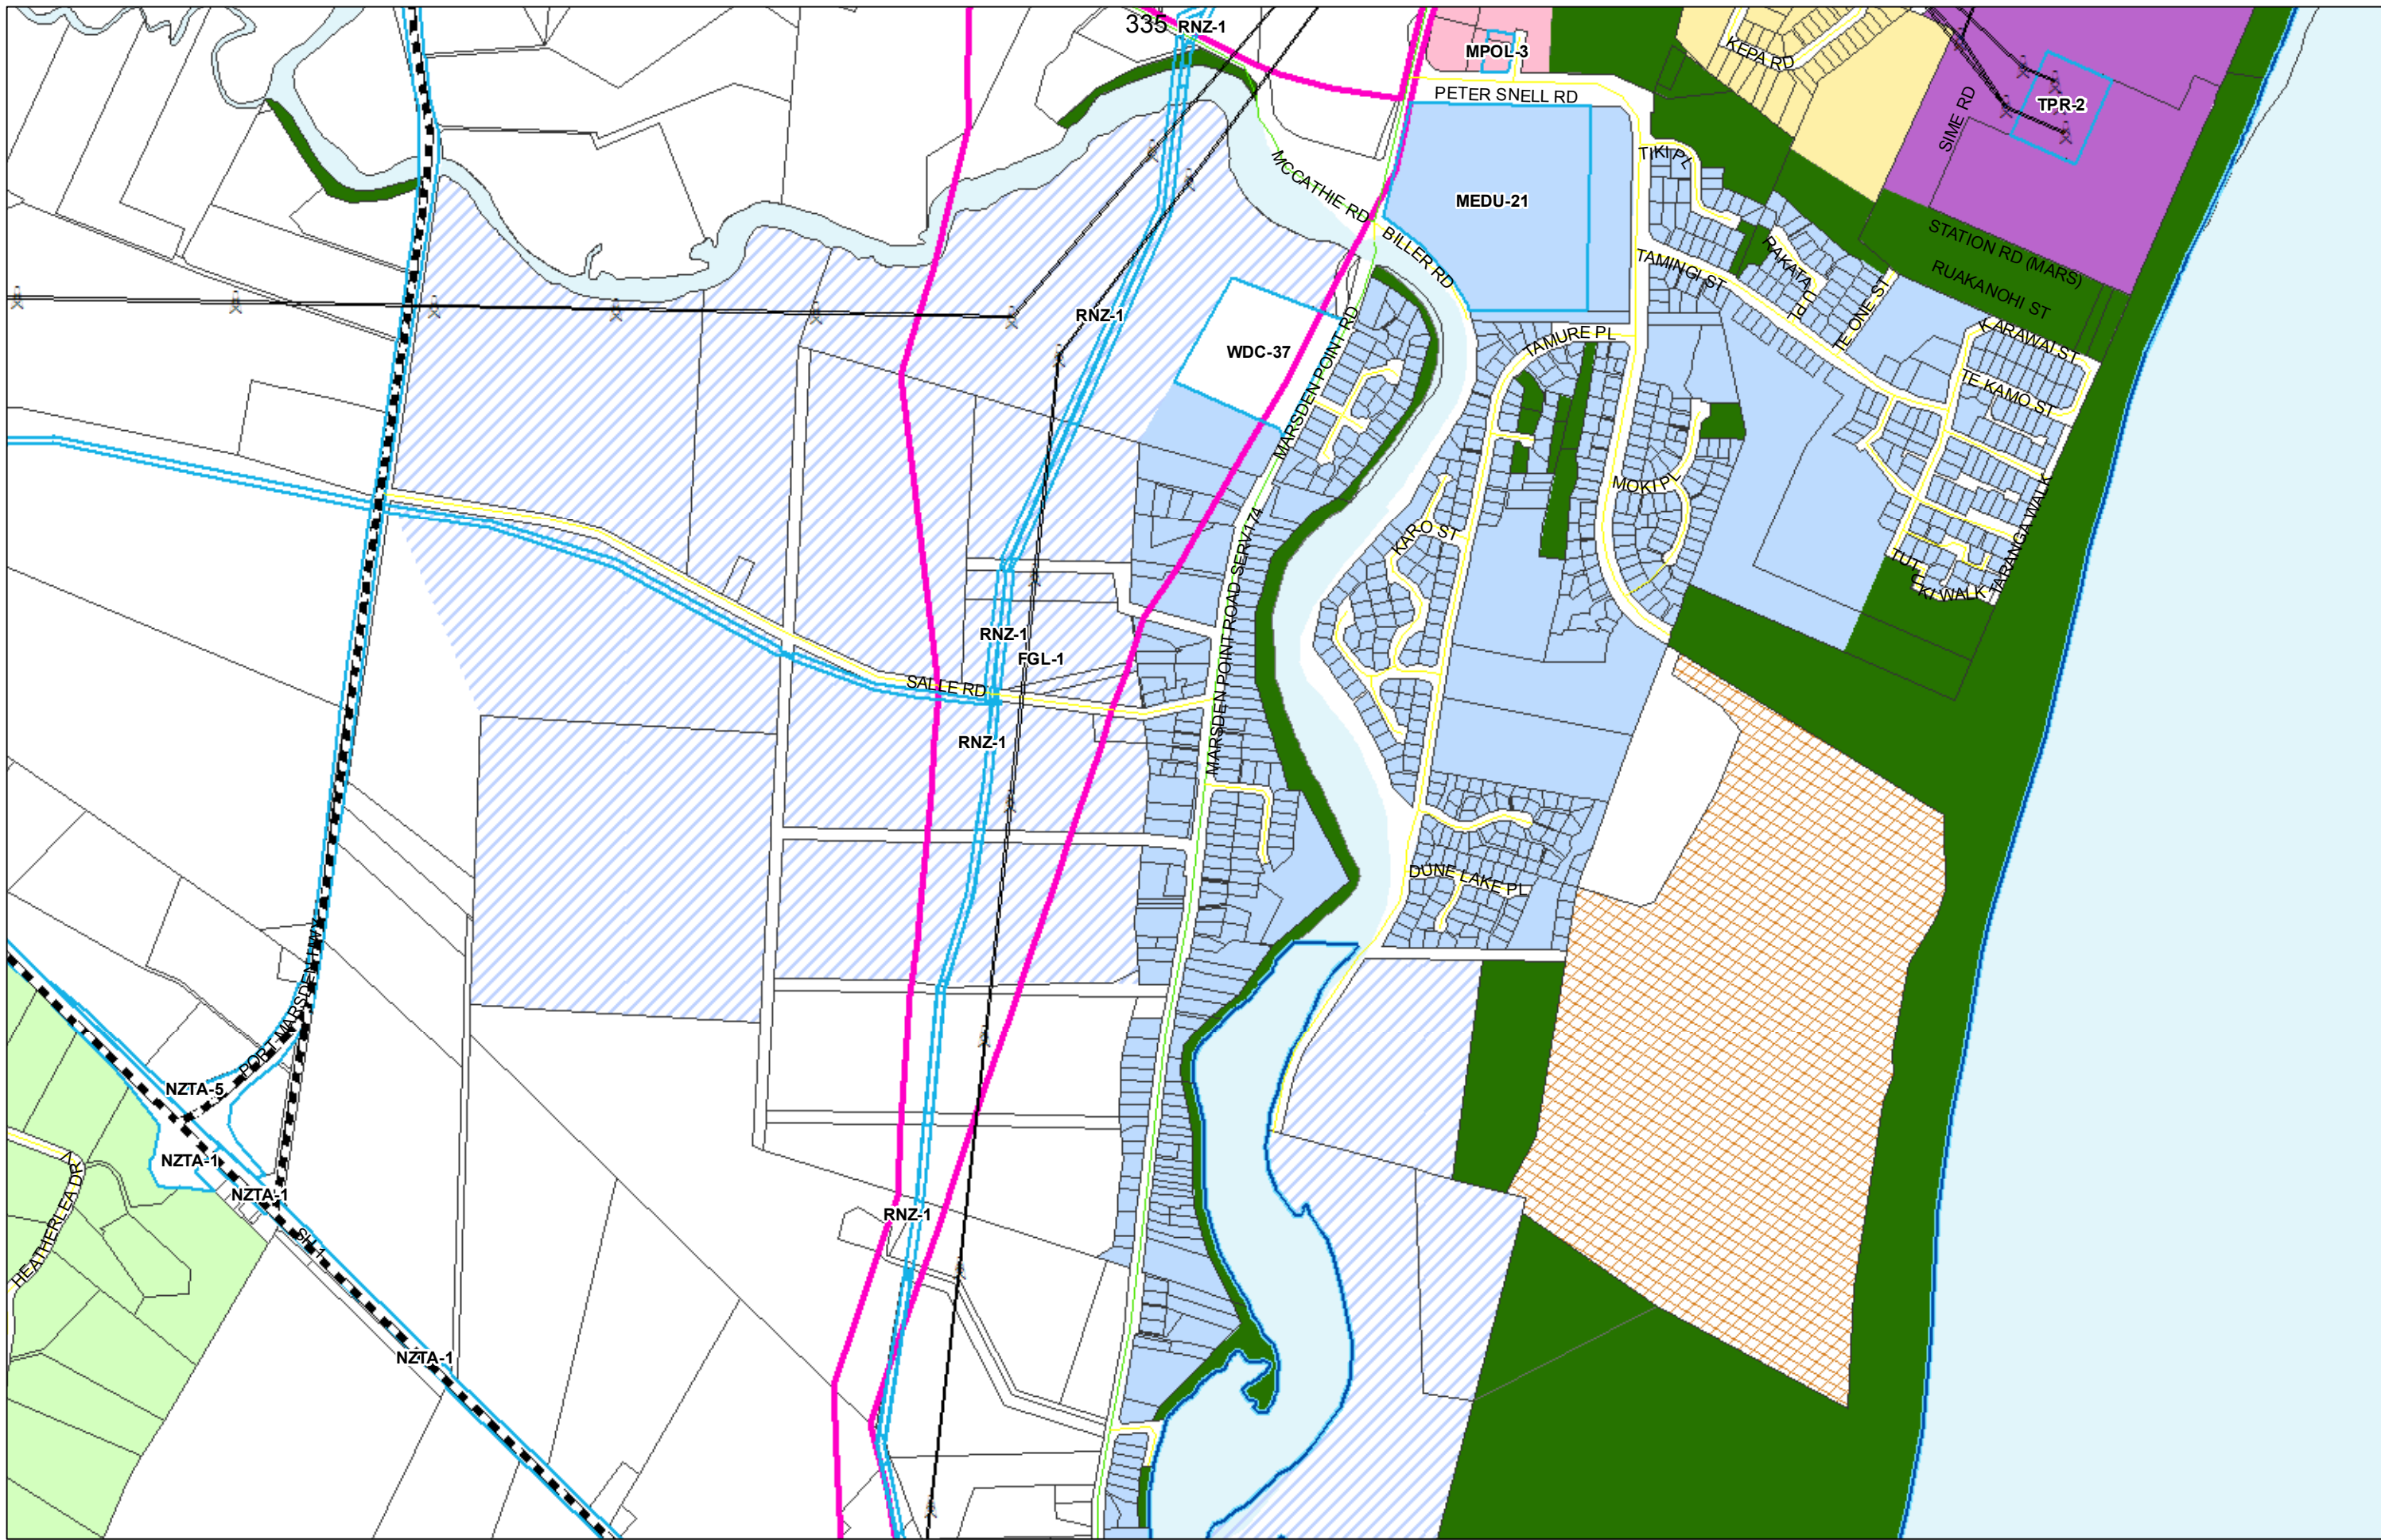 335
RNZ-1
MPOL-3
KEPA RD
PETER SNELL RD
TPR-2
SIME RD
TIKI PL
MCCATHIE RD
MEDU-21
BILLER RD
STATION RD (MARS)
RUAKANOHI ST
TAMINGI ST
RAKATA
U PL
TE ONE ST
RNZ-1
WDC-37
MARSDEN POINT RD
TAMURE PL
KARAWAI ST
TE KAMO ST
MOKI PL
KARO ST
MARSDEN POINT ROAD SERV174
TARANGA WALK
TUT
KI WALK
RNZ-1
FGL-1
SALLE RD
RNZ-1
DUNE LAKE PL
PORT MARSDEN HWY
NZTA-5
NZTA-1
NZTA-1
HEATHERLEA DR
SH 1
RNZ-1
NZTA-1